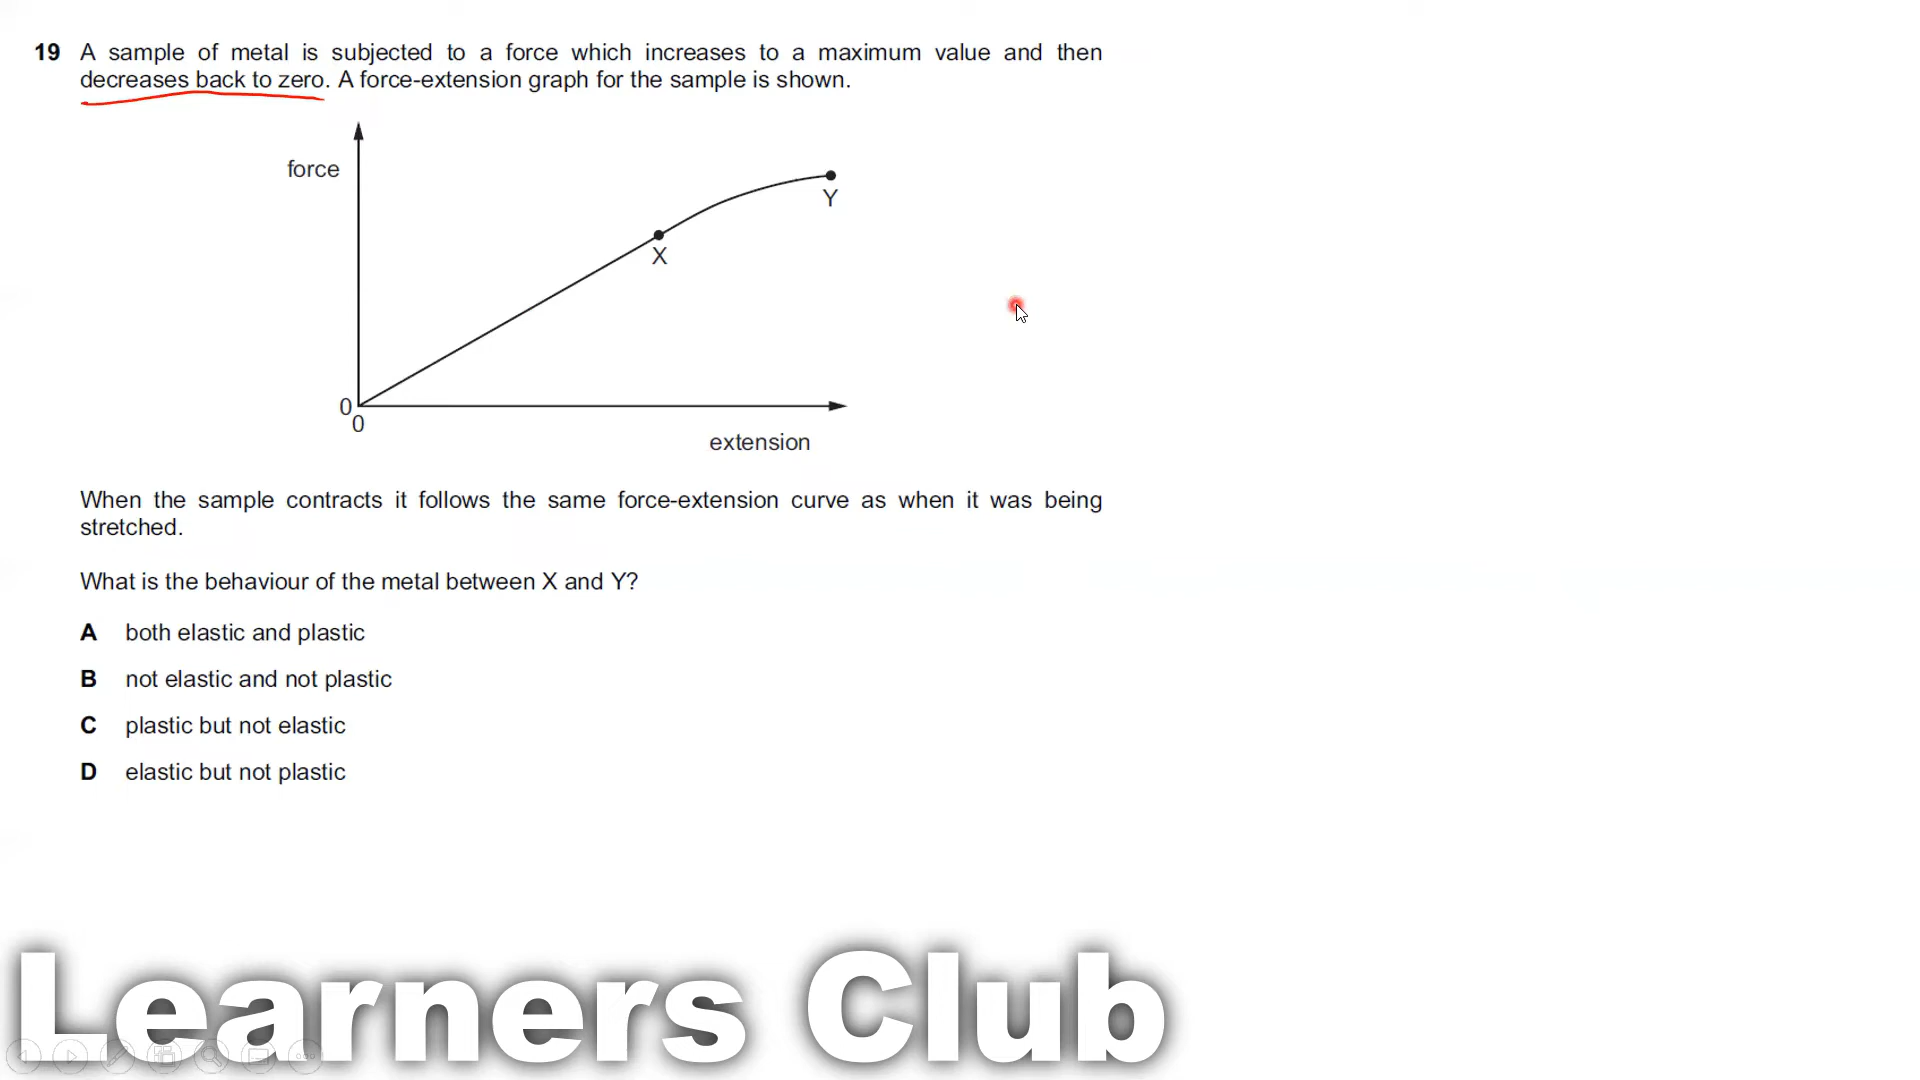 19 A sample of metal is subjected to a force which increases to a maximum value and then
decreases back to zero. A force-extension graph for the sample is shown.
force
Y
X
0
0
extension
When the sample contracts it follows the same force-extension curve as when it was being
stretched.
What is the behaviour of the metal between X and Y?
A both elastic and plastic
B not elastic and not plastic
C plastic but not elastic
D elastic but not plastic
Learners Club